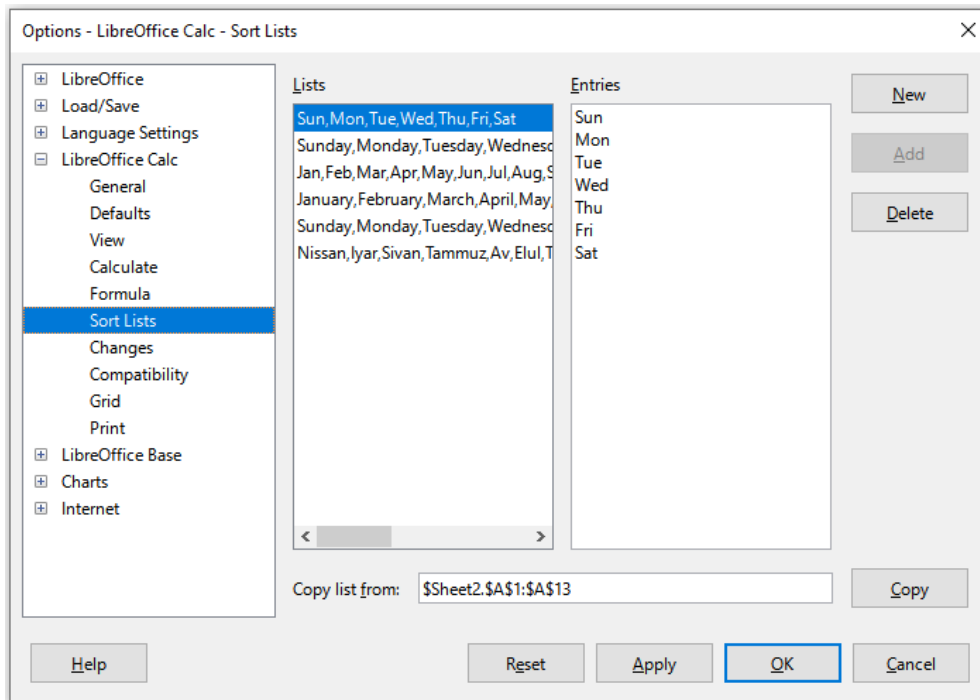 Options - LibreOffice Calc - Sort Lists
LibreOffice
Load/Save
Language Settings
LibreOffice Calc
General
Defaults
View
Calculate
Formula
Sort Lists
Changes
Compatibility
Grid
Print
LibreOffice Base
Charts
Internet
Lists
Sun,Mon,Tue,Wed,Thu,Fri,Sat
Sunday,Monday,Tuesday,Wednesd
Jan,Feb,Mar,Apr,May,Jun,Jul,Aug,S
January,February,March,April,May,
Sunday,Monday,Tuesday,Wednesd
Nissan,Iyar,Sivan,Tammuz,Av,Elul,T
Entries
Sun
Mon
Tue
Wed
Thu
Fri
Sat
New
Add
Delete
Copy list from: $Sheet2.$A$1:$A$13
Copy
Help
Reset
Apply
OK
Cancel